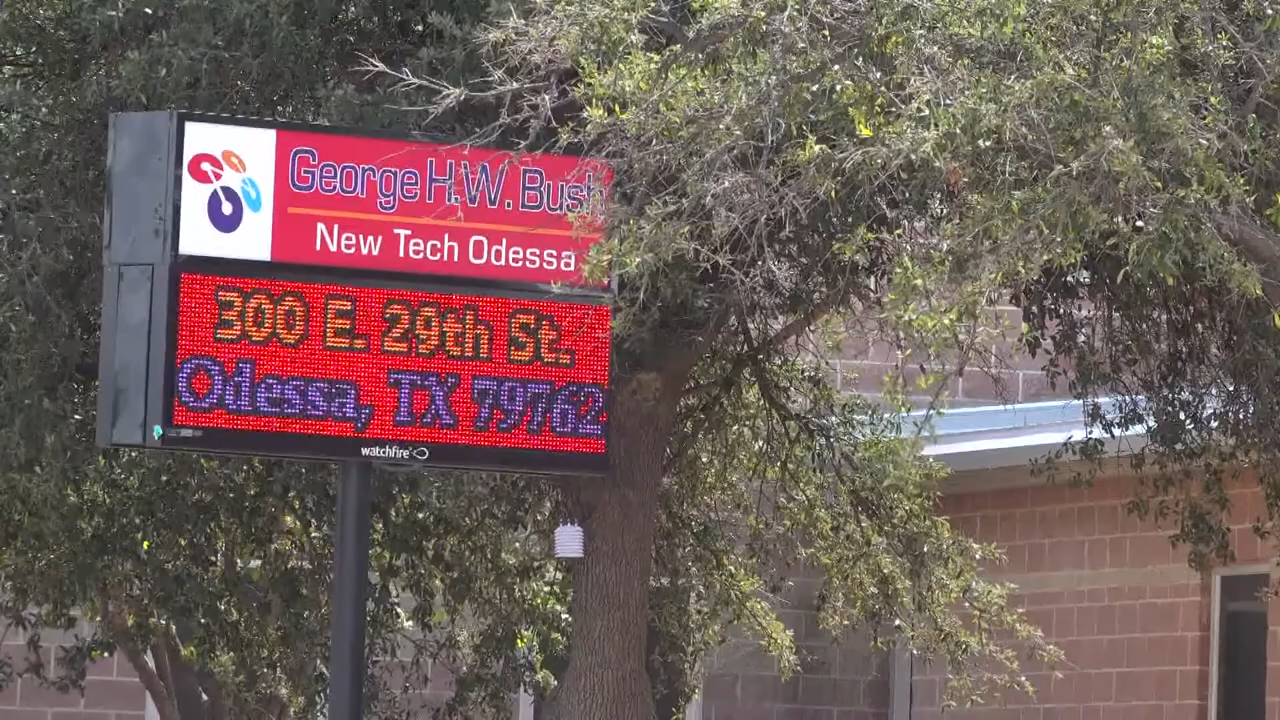 George H.W. Bush
New Tech Odessa
300 E. 29th St.
Odessa, TX 79762
watchfire